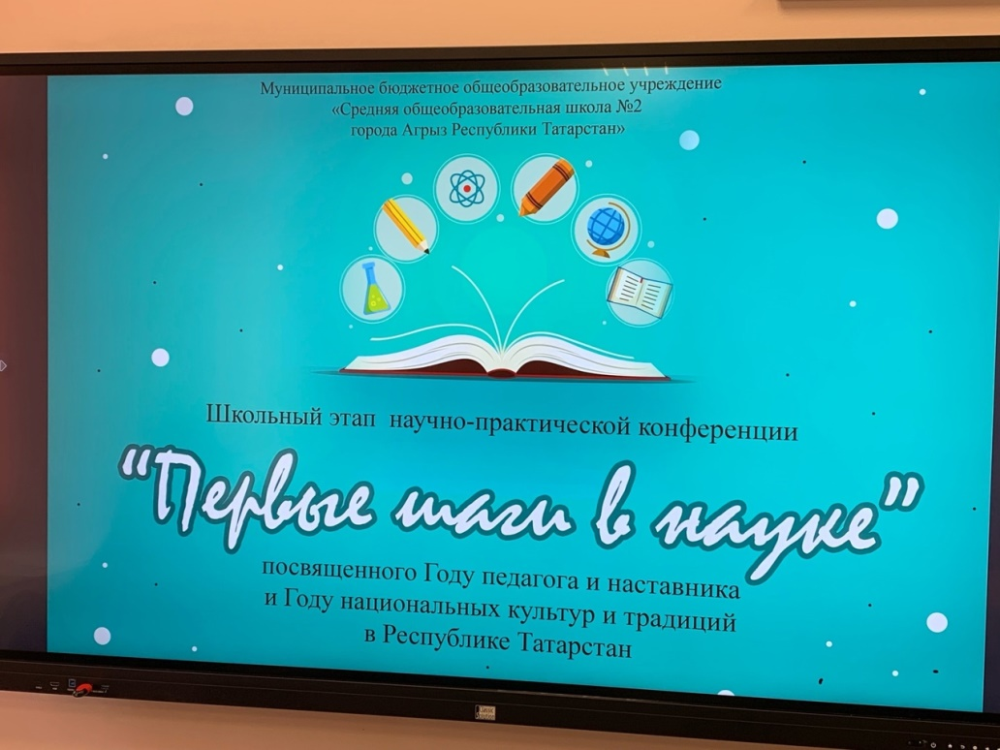 Муниципальное бюджетное общеобразовательное учреждение
«Средняя общеобразовательная школа №2
города Агрыз Республики Татарстан»
Школьный этап научно-практической конференции
"Первые шаги в науке"
посвященного Году педагога и наставника
и Году национальных культур и традиций
в Республике Татарстан